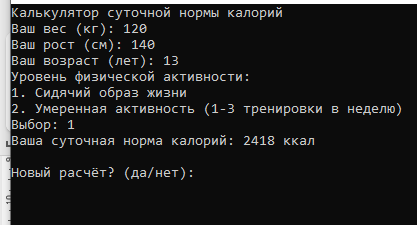 Калькулятор суточной нормы калорий
Ваш вес (кг): 120
Ваш рост (см): 140
Ваш возраст (лет): 13
Уровень физической активности:
1. Сидячий образ жизни
2. Умеренная активность (1-3 тренировки в неделю)
Выбор: 1
Ваша суточная норма калорий: 2418 ккал
Новый расчёт? (да/нет):